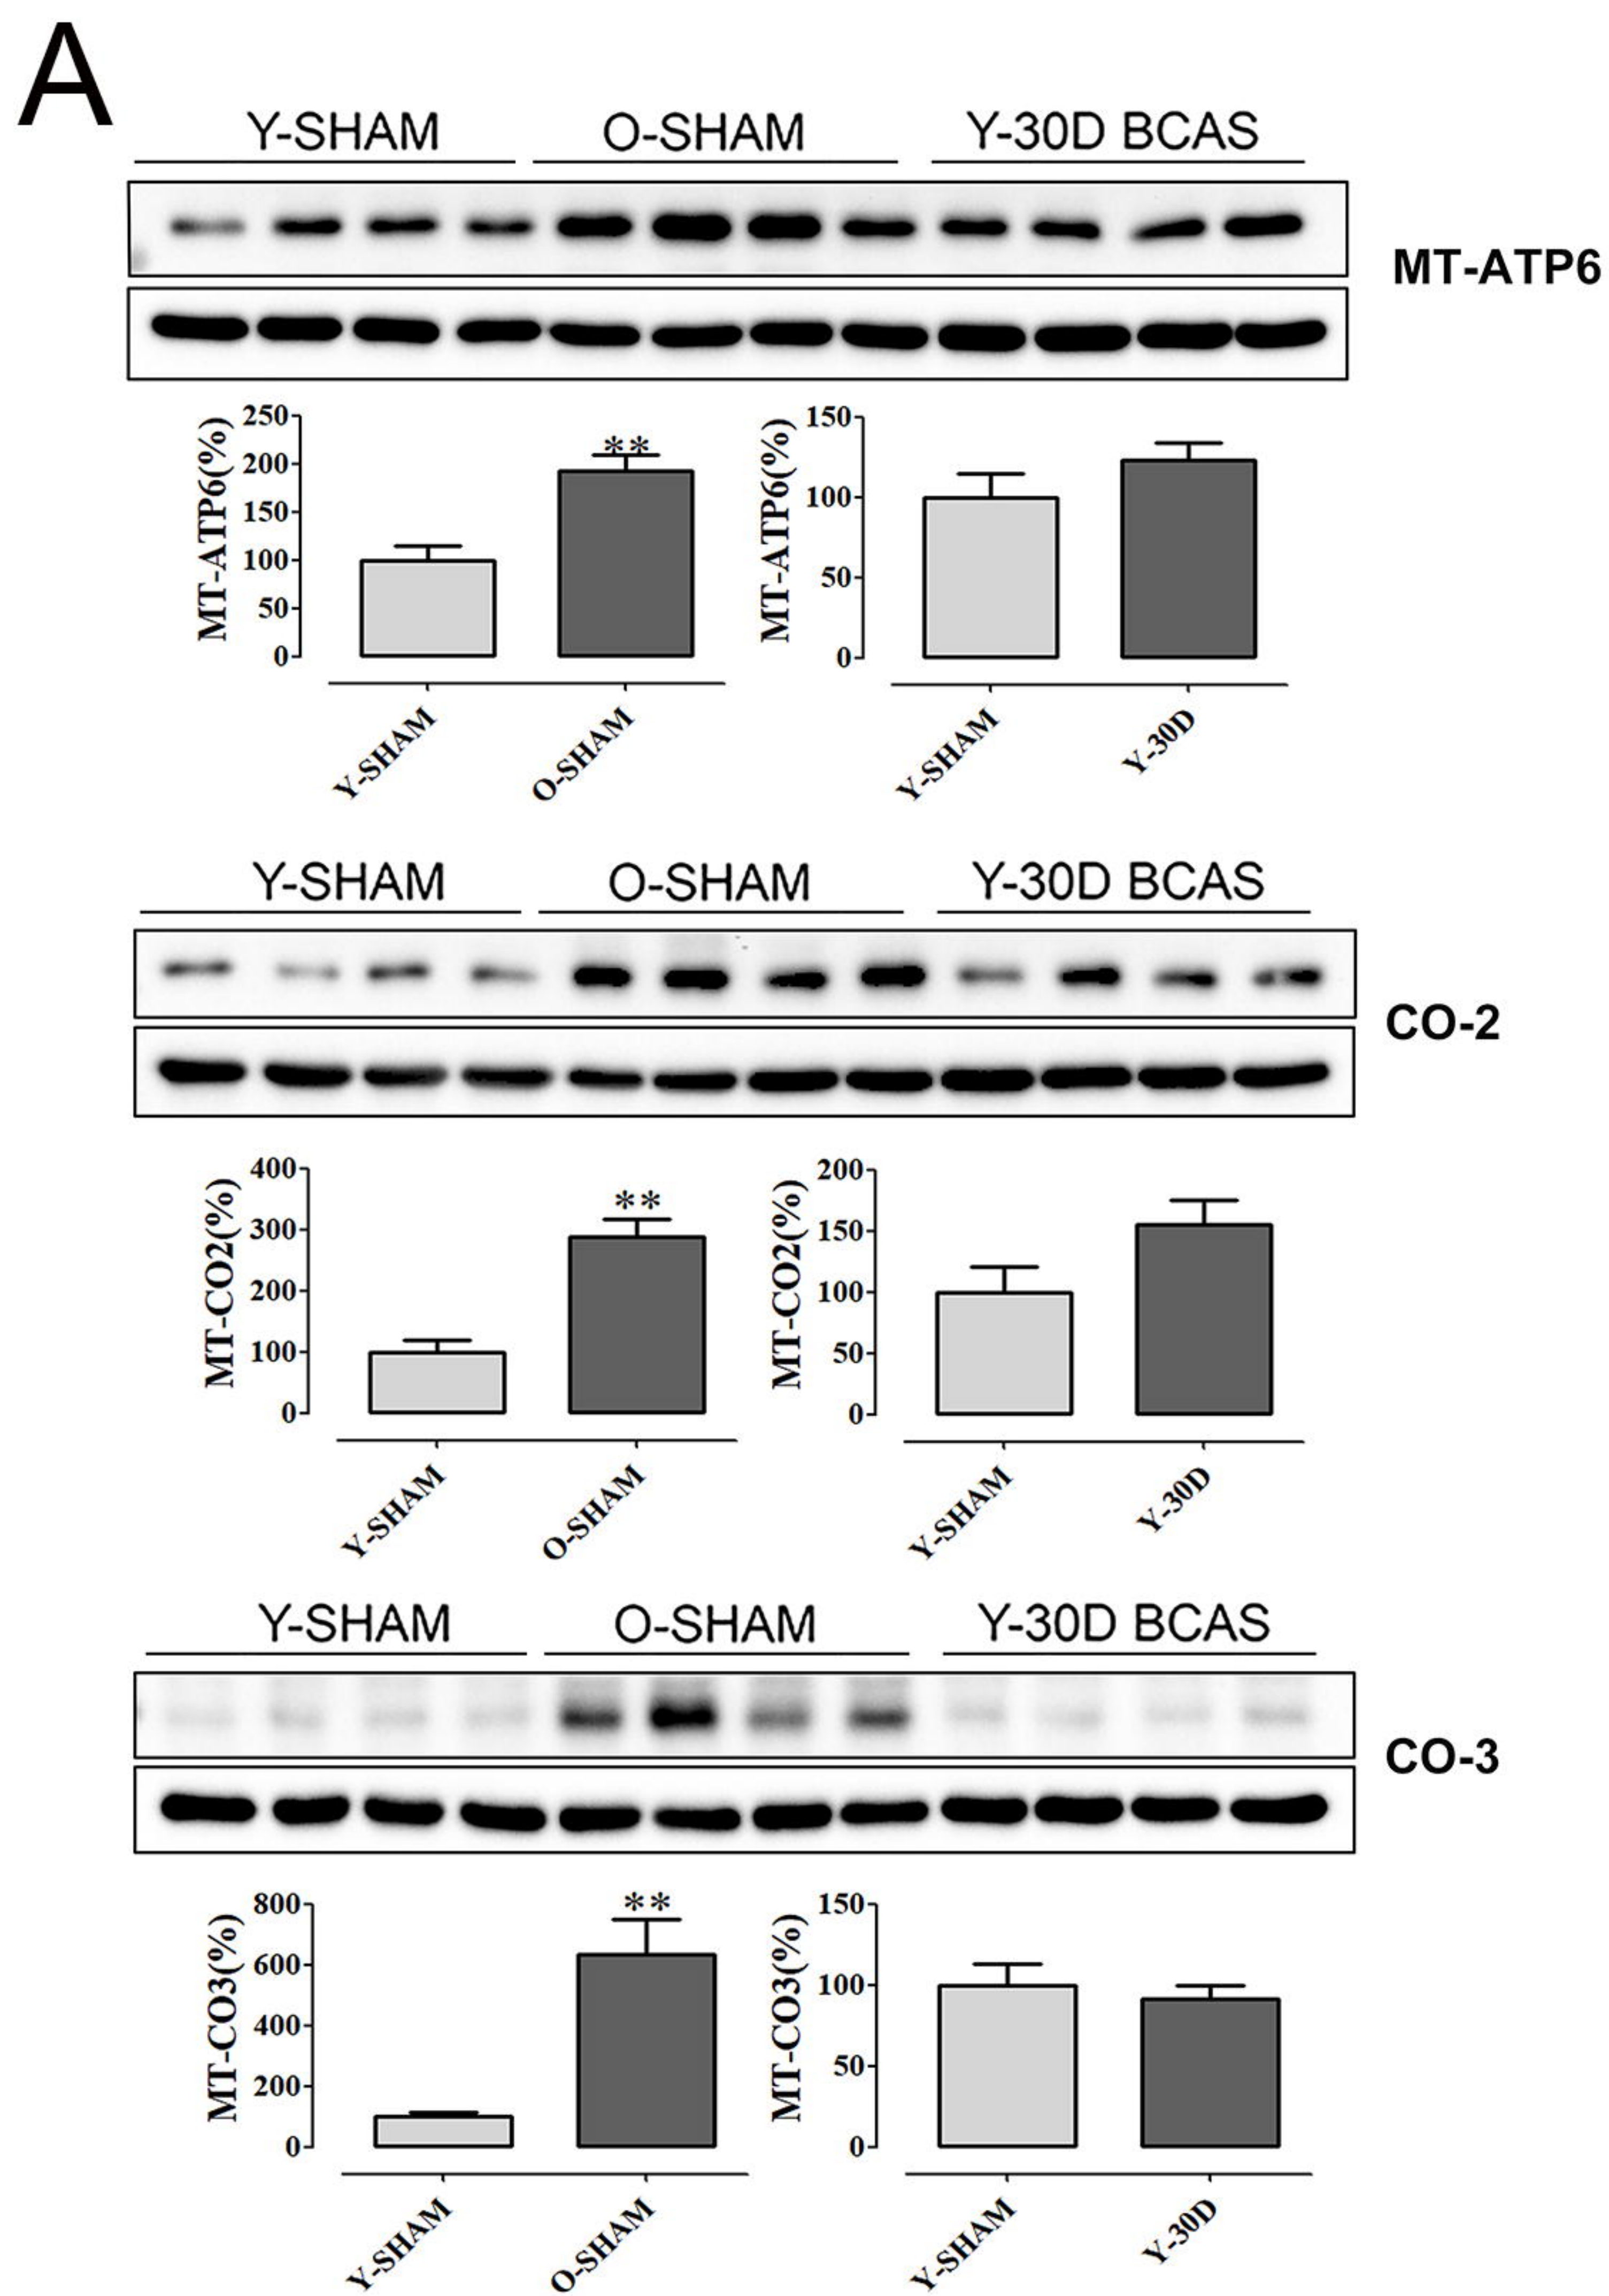 A
Y-SHAM O-SHAM Y-30D BCAS
MT-ATP6
MT-ATP6(%)
250
200
150
100
50
0
**
Y-SHAM
O-SHAM
MT-ATP6(%)
150
100
50
0
Y-SHAM
Y-30D
Y-SHAM O-SHAM Y-30D BCAS
CO-2
MT-CO2(%)
400
300
200
100
0
**
Y-SHAM
O-SHAM
MT-CO2(%)
200
150
100
50
0
Y-SHAM
Y-30D
Y-SHAM O-SHAM Y-30D BCAS
CO-3
MT-CO3(%)
800
600
400
200
0
**
Y-SHAM
O-SHAM
MT-CO3(%)
150
100
50
0
Y-SHAM
Y-30D